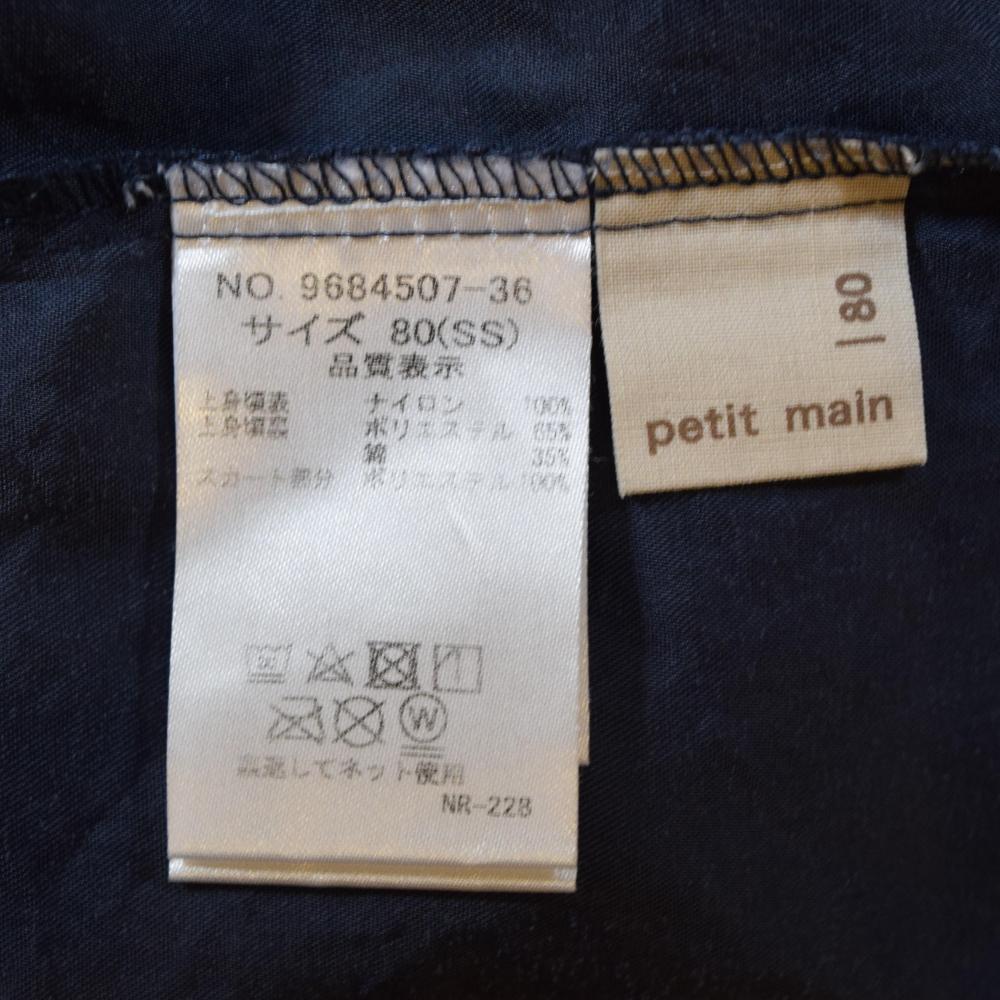 NO. 9684507-36
サイズ 80(SS)
品質表示
上身頃表 ナイロン 100%
上身頃裏 ポリエステル 65%
綿 35%
スカート部分 ポリエステル 100%
W
裏返してネット使用
NR-228
80
petit main